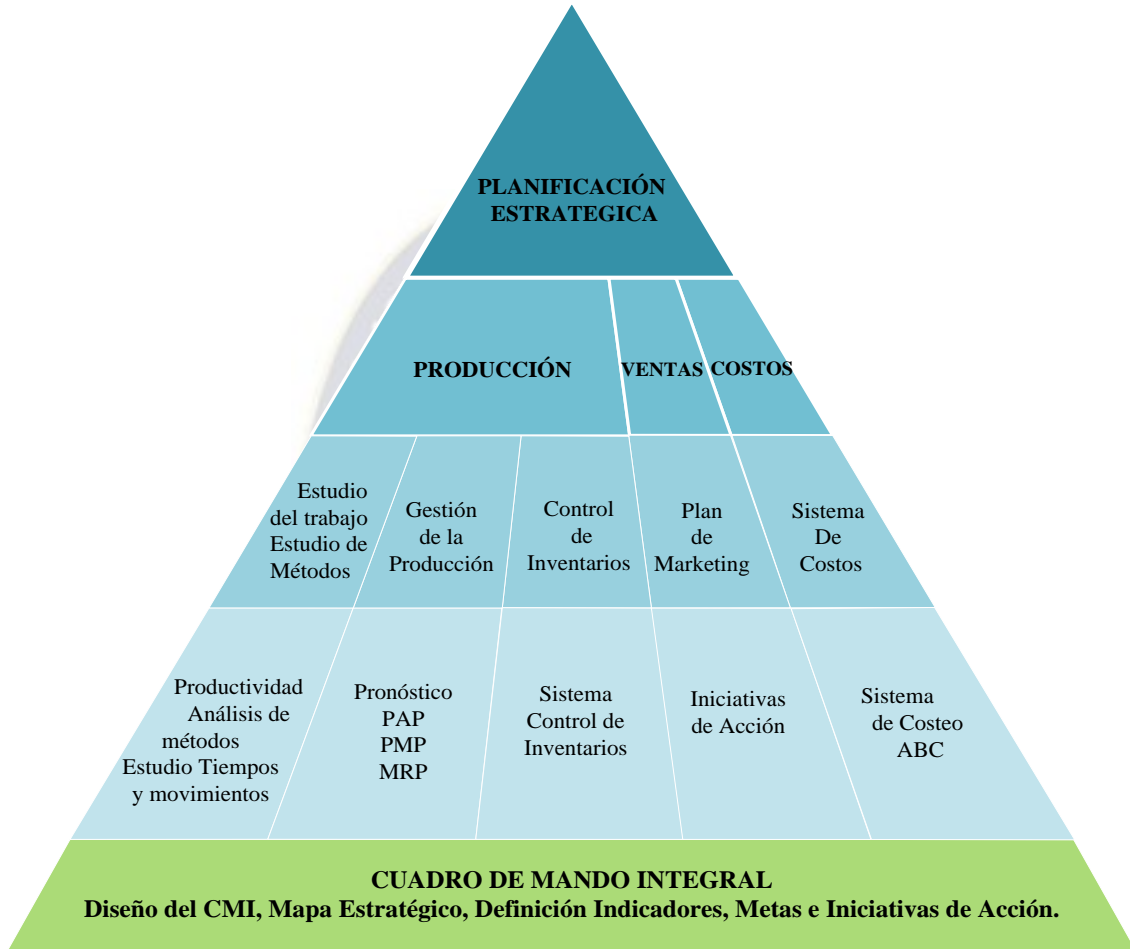 PLANIFICACIÓN
ESTRATEGICA
PRODUCCIÓN
VENTAS
COSTOS
Estudio
del trabajo
Estudio de
Métodos
Gestión
de la
Producción
Control
de
Inventarios
Plan
de
Marketing
Sistema
De
Costos
Productividad
Análisis de
métodos
Estudio Tiempos
y movimientos
Pronóstico
PAP
PMP
MRP
Sistema
Control de
Inventarios
Iniciativas
de Acción
Sistema
de Costeo
ABC
CUADRO DE MANDO INTEGRAL
Diseño del CMI, Mapa Estratégico, Definición Indicadores, Metas e Iniciativas de Acción.